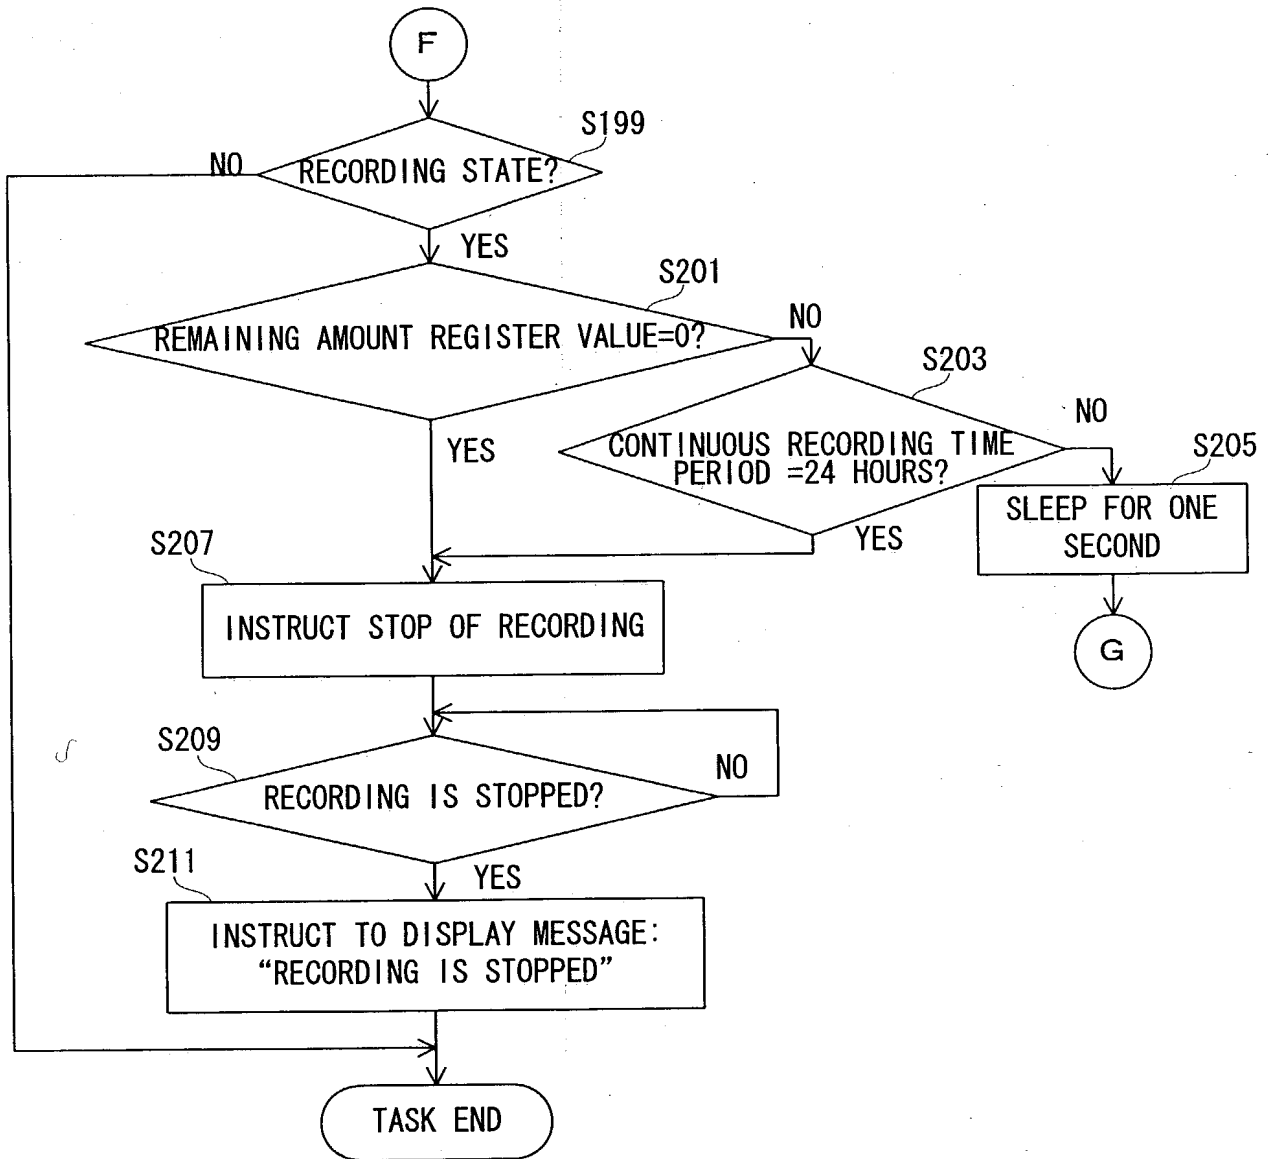 F
S199
NO
RECORDING STATE?
YES
S201
REMAINING AMOUNT REGISTER VALUE=0?
NO
S203
YES
CONTINUOUS RECORDING TIME
PERIOD =24 HOURS?
NO
S205
SLEEP FOR ONE
SECOND
YES
S207
INSTRUCT STOP OF RECORDING
G
S209
RECORDING IS STOPPED?
NO
S211
YES
INSTRUCT TO DISPLAY MESSAGE:
“RECORDING IS STOPPED”
TASK END